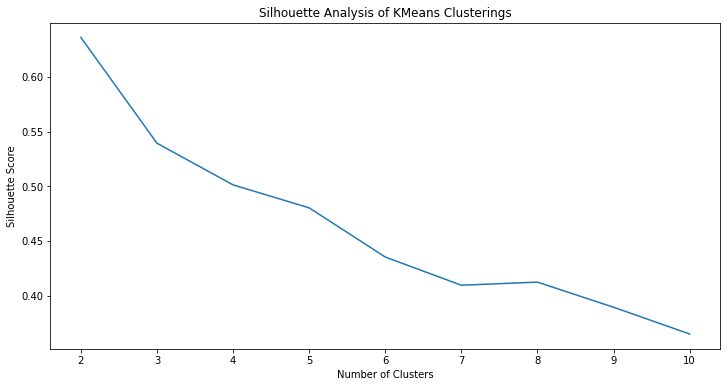 Silhouette Analysis of KMeans Clusterings
Silhouette Score
0.60
0.55
0.50
0.45
0.40
2 3 4 5 6 7 8 9 10
Number of Clusters